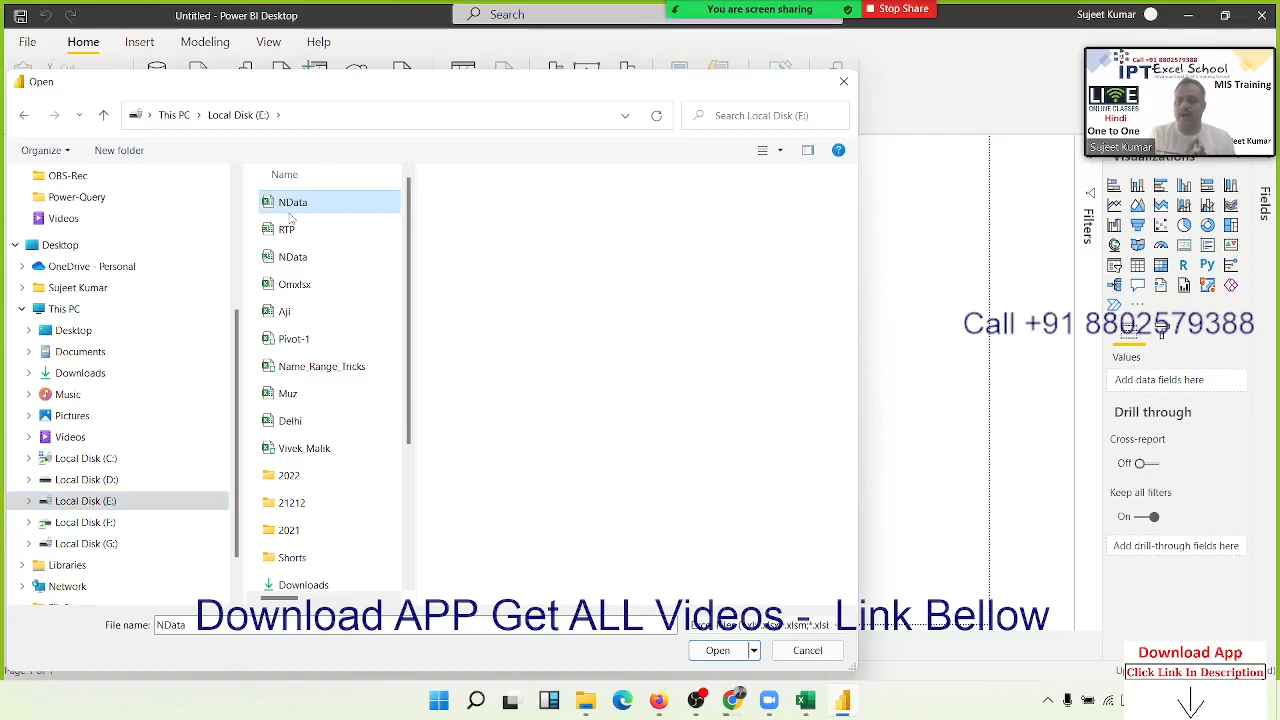 Untitled - Power BI Desktop
Search
You are screen sharing
Stop Share
Sujeet Kumar
File
Home
Insert
Modeling
View
Help
Open
This PC
Local Disk (E:)
Search Local Disk (E:)
Organize
New folder
OBS-Rec
Power-Query
Videos
Desktop
OneDrive - Personal
Sujeet Kumar
This PC
Desktop
Documents
Downloads
Music
Pictures
Videos
Local Disk (C:)
Local Disk (D:)
Local Disk (E:)
Local Disk (F:)
Local Disk (G:)
Libraries
Network
Name
NData
RTP
NData
Omxlsx
Aji
Pivot-1
Name_Range_Tricks
Muz
Delhi
Vivek_Malik
2022
21212
2021
Shorts
Downloads
File name:
NData
Open
Cancel
Download APP Get ALL Videos - Link Bellow
Call +91 8802579388
IPT Excel School
MIS Training
LIVE
ONLINE CLASSES
Hindi
One to One
Sujeet Kumar
Filters
Visualizations
Fields
Values
Add data fields here
Drill through
Cross-report
Off
Keep all filters
On
Add drill-through fields here
Download App
Click Link In Description